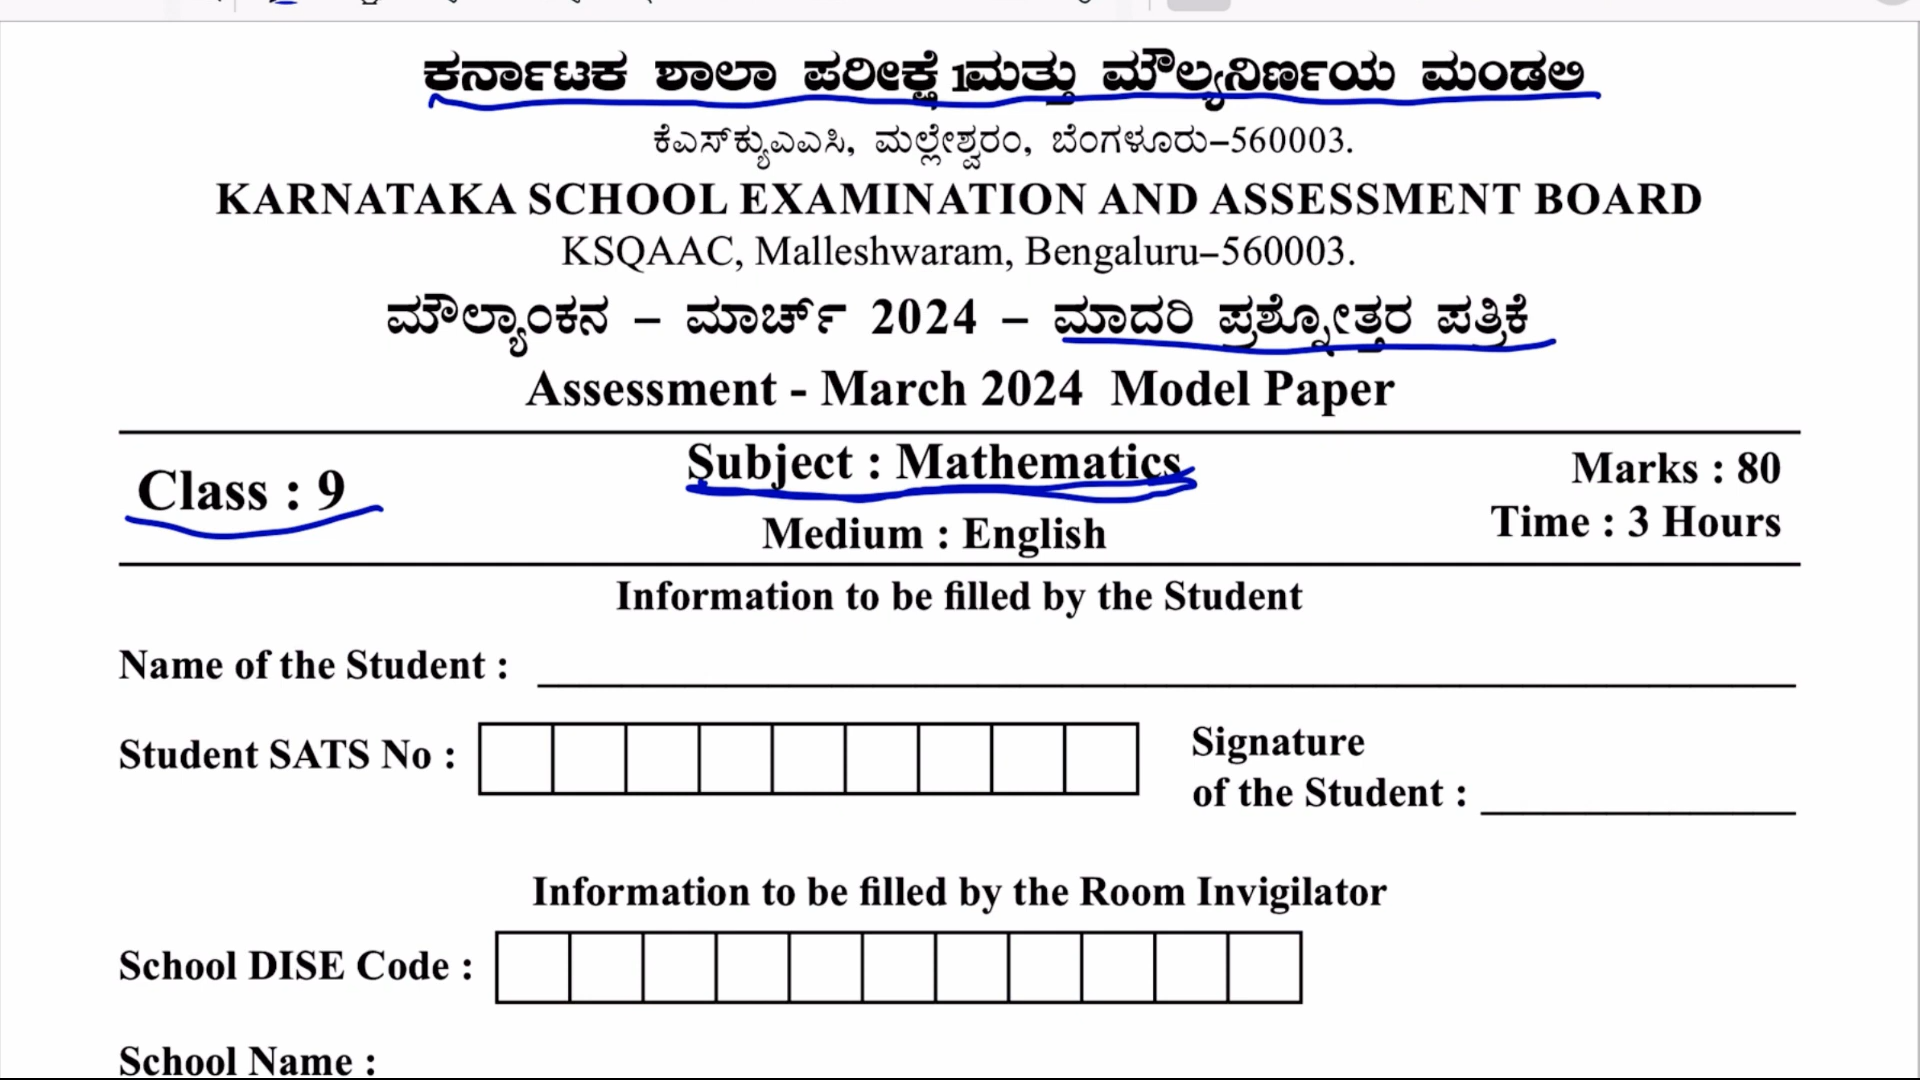 ಕರ್ನಾಟಕ ಶಾಲಾ ಪರೀಕ್ಷೆ 1ಮತ್ತು ಮೌಲ್ಯನಿರ್ಣಯ ಮಂಡಲಿ
ಕೆಎಸ್‌ಕ್ಯುಎಎಸಿ, ಮಲ್ಲೇಶ್ವರಂ, ಬೆಂಗಳೂರು–560003.
KARNATAKA SCHOOL EXAMINATION AND ASSESSMENT BOARD
KSQAAC, Malleshwaram, Bengaluru–560003.
ಮೌಲ್ಯಾಂಕನ – ಮಾರ್ಚ್ 2024 – ಮಾದರಿ ಪ್ರಶ್ನೋತ್ತರ ಪತ್ರಿಕೆ
Assessment - March 2024 Model Paper
Class : 9
Subject : Mathematics
Medium : English
Marks : 80
Time : 3 Hours
Information to be filled by the Student
Name of the Student :
Student SATS No :
Signature
of the Student :
Information to be filled by the Room Invigilator
School DISE Code :
School Name :